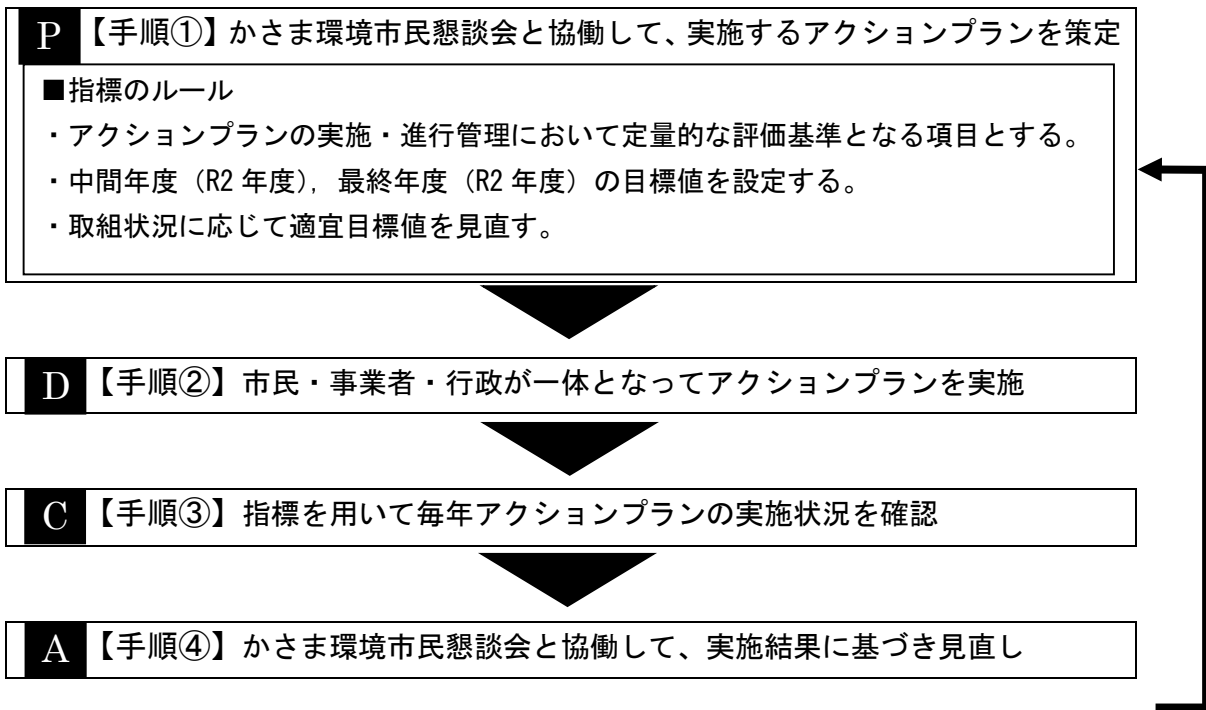 P 【手順①】かさま環境市民懇談会と協働して、実施するアクションプランを策定
■指標のルール
・アクションプランの実施・進行管理において定量的な評価基準となる項目とする。
・中間年度（R2 年度），最終年度（R2 年度）の目標値を設定する。
・取組状況に応じて適宜目標値を見直す。
D 【手順②】市民・事業者・行政が一体となってアクションプランを実施
C 【手順③】指標を用いて毎年アクションプランの実施状況を確認
A 【手順④】かさま環境市民懇談会と協働して、実施結果に基づき見直し